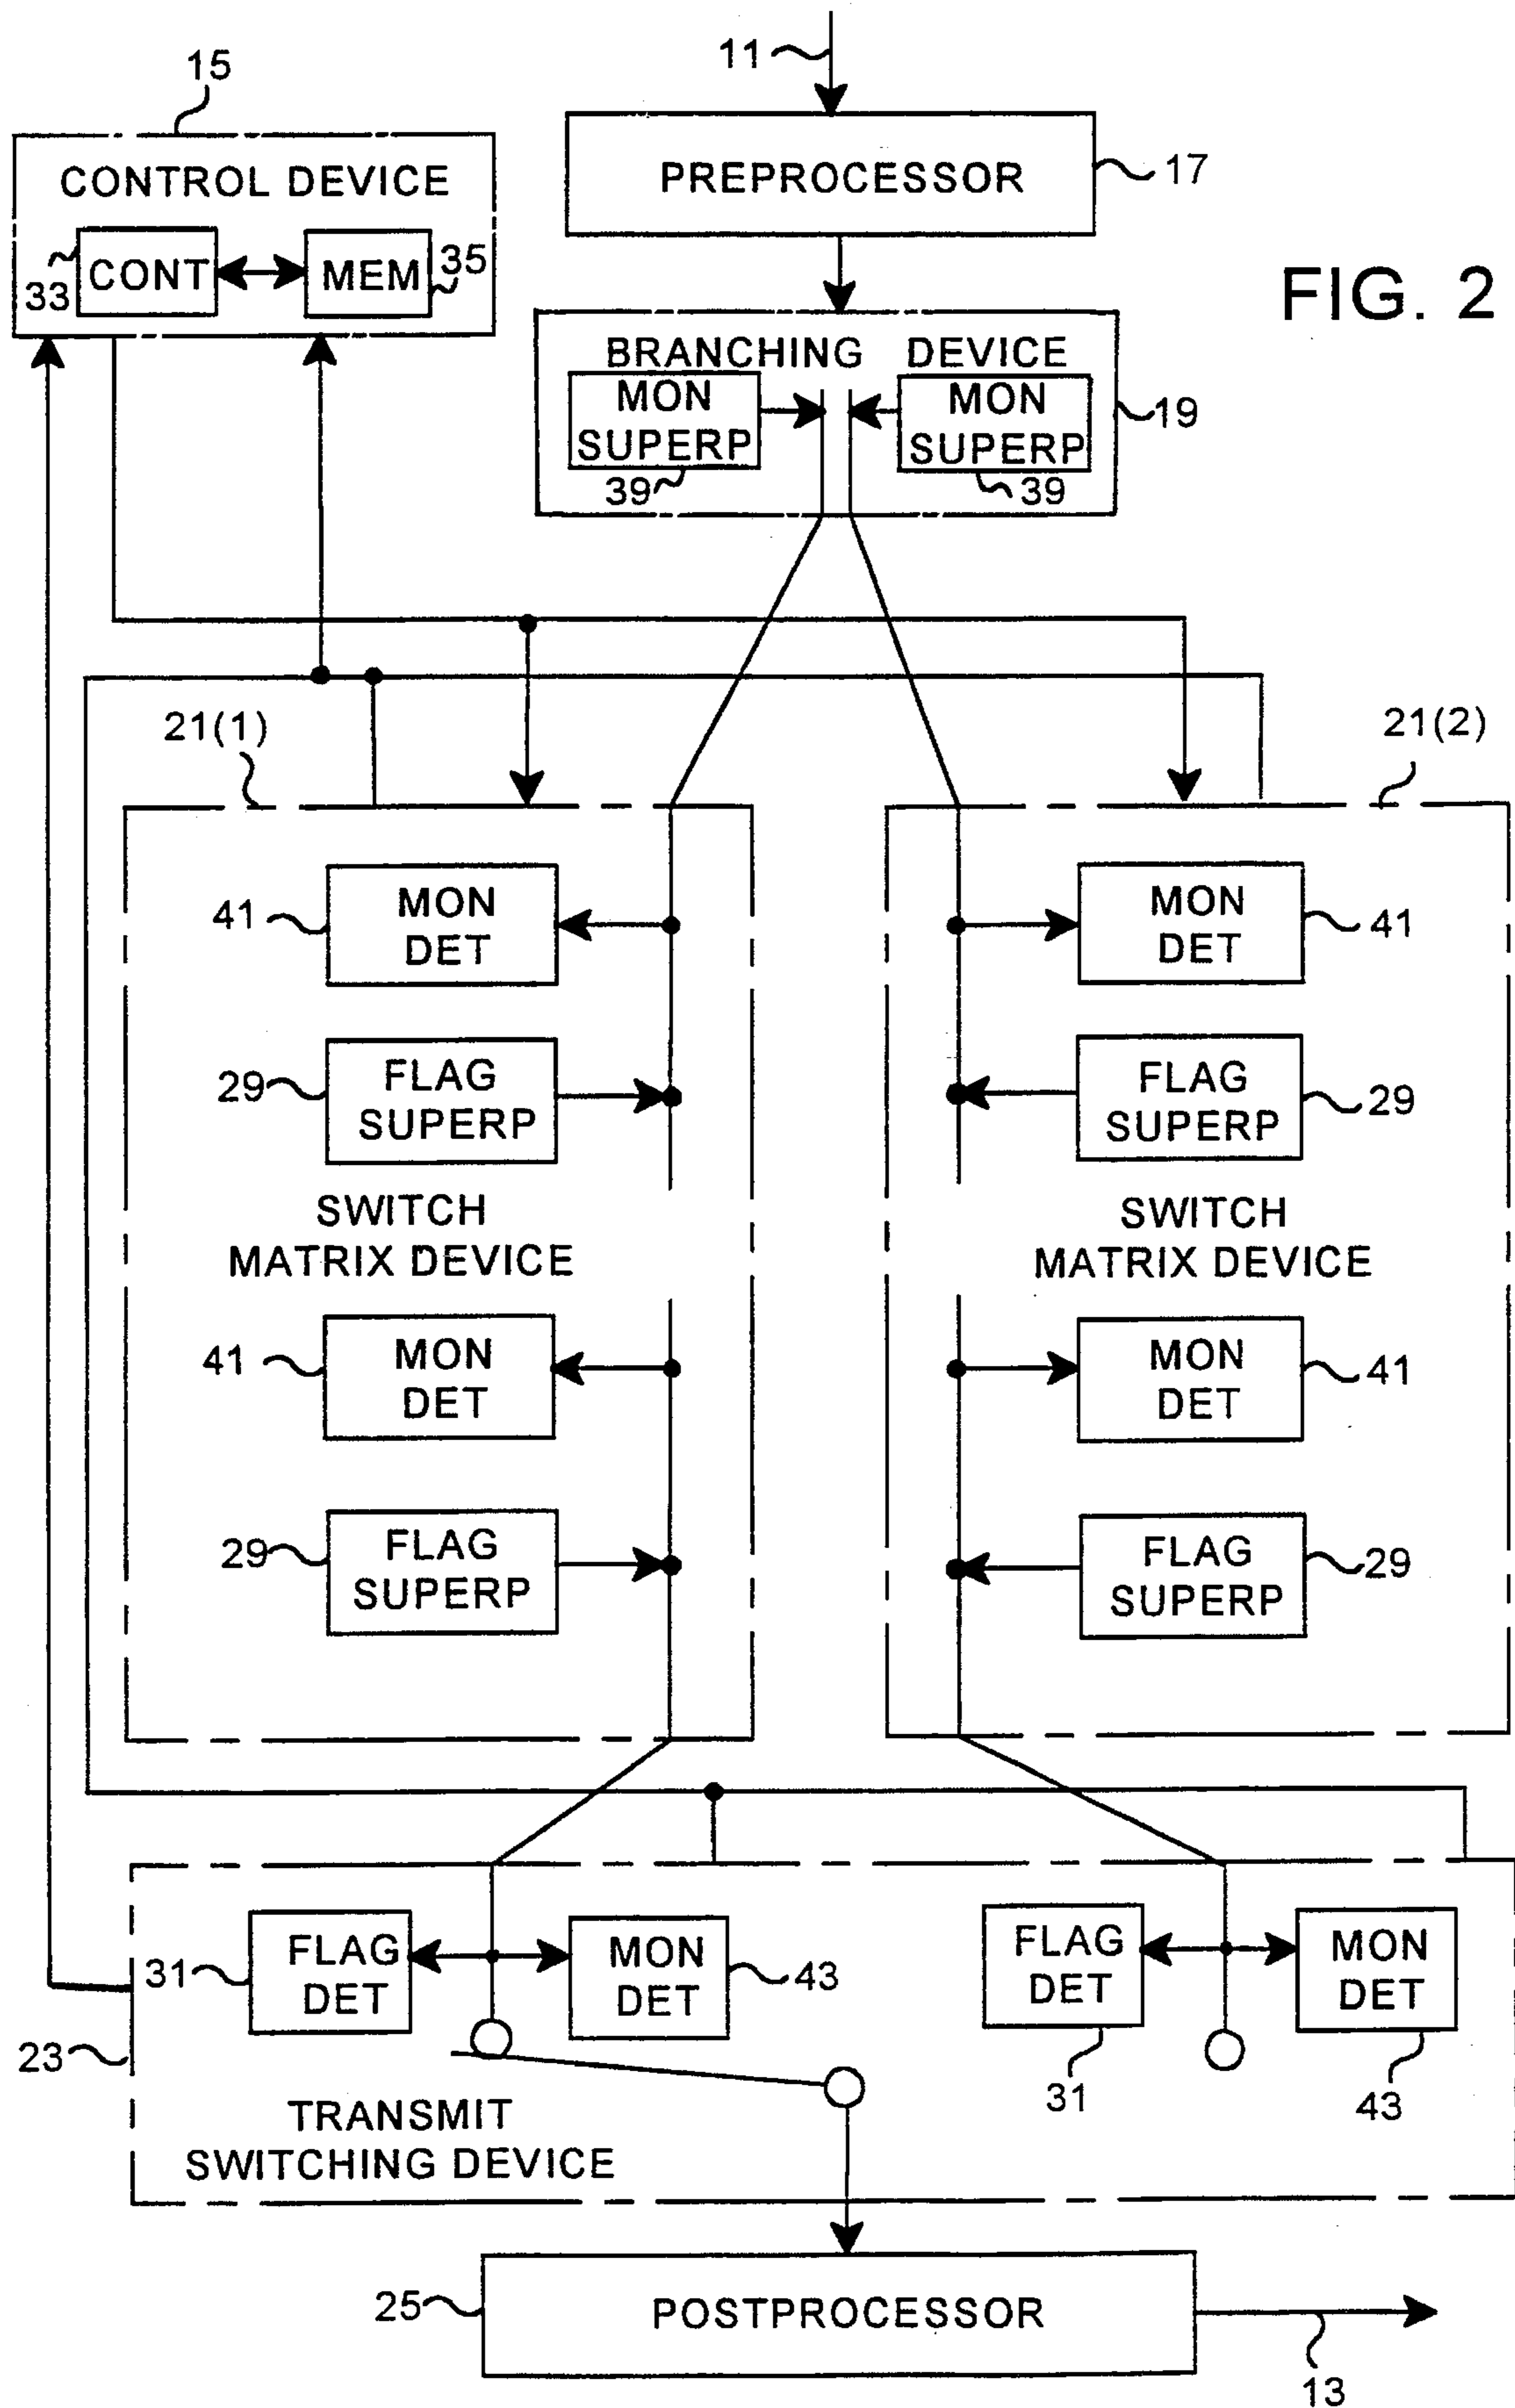 11
15
CONTROL DEVICE
33
CONT
MEM
35
PREPROCESSOR
17
FIG. 2
BRANCHING DEVICE
MON
SUPERP
39
MON
SUPERP
39
19
21(1)
21(2)
41
MON
DET
MON
DET
41
29
FLAG
SUPERP
FLAG
SUPERP
29
SWITCH
MATRIX DEVICE
SWITCH
MATRIX DEVICE
41
MON
DET
MON
DET
41
29
FLAG
SUPERP
FLAG
SUPERP
29
31
FLAG
DET
MON
DET
43
FLAG
DET
31
MON
DET
43
23
TRANSMIT
SWITCHING DEVICE
25
POSTPROCESSOR
13